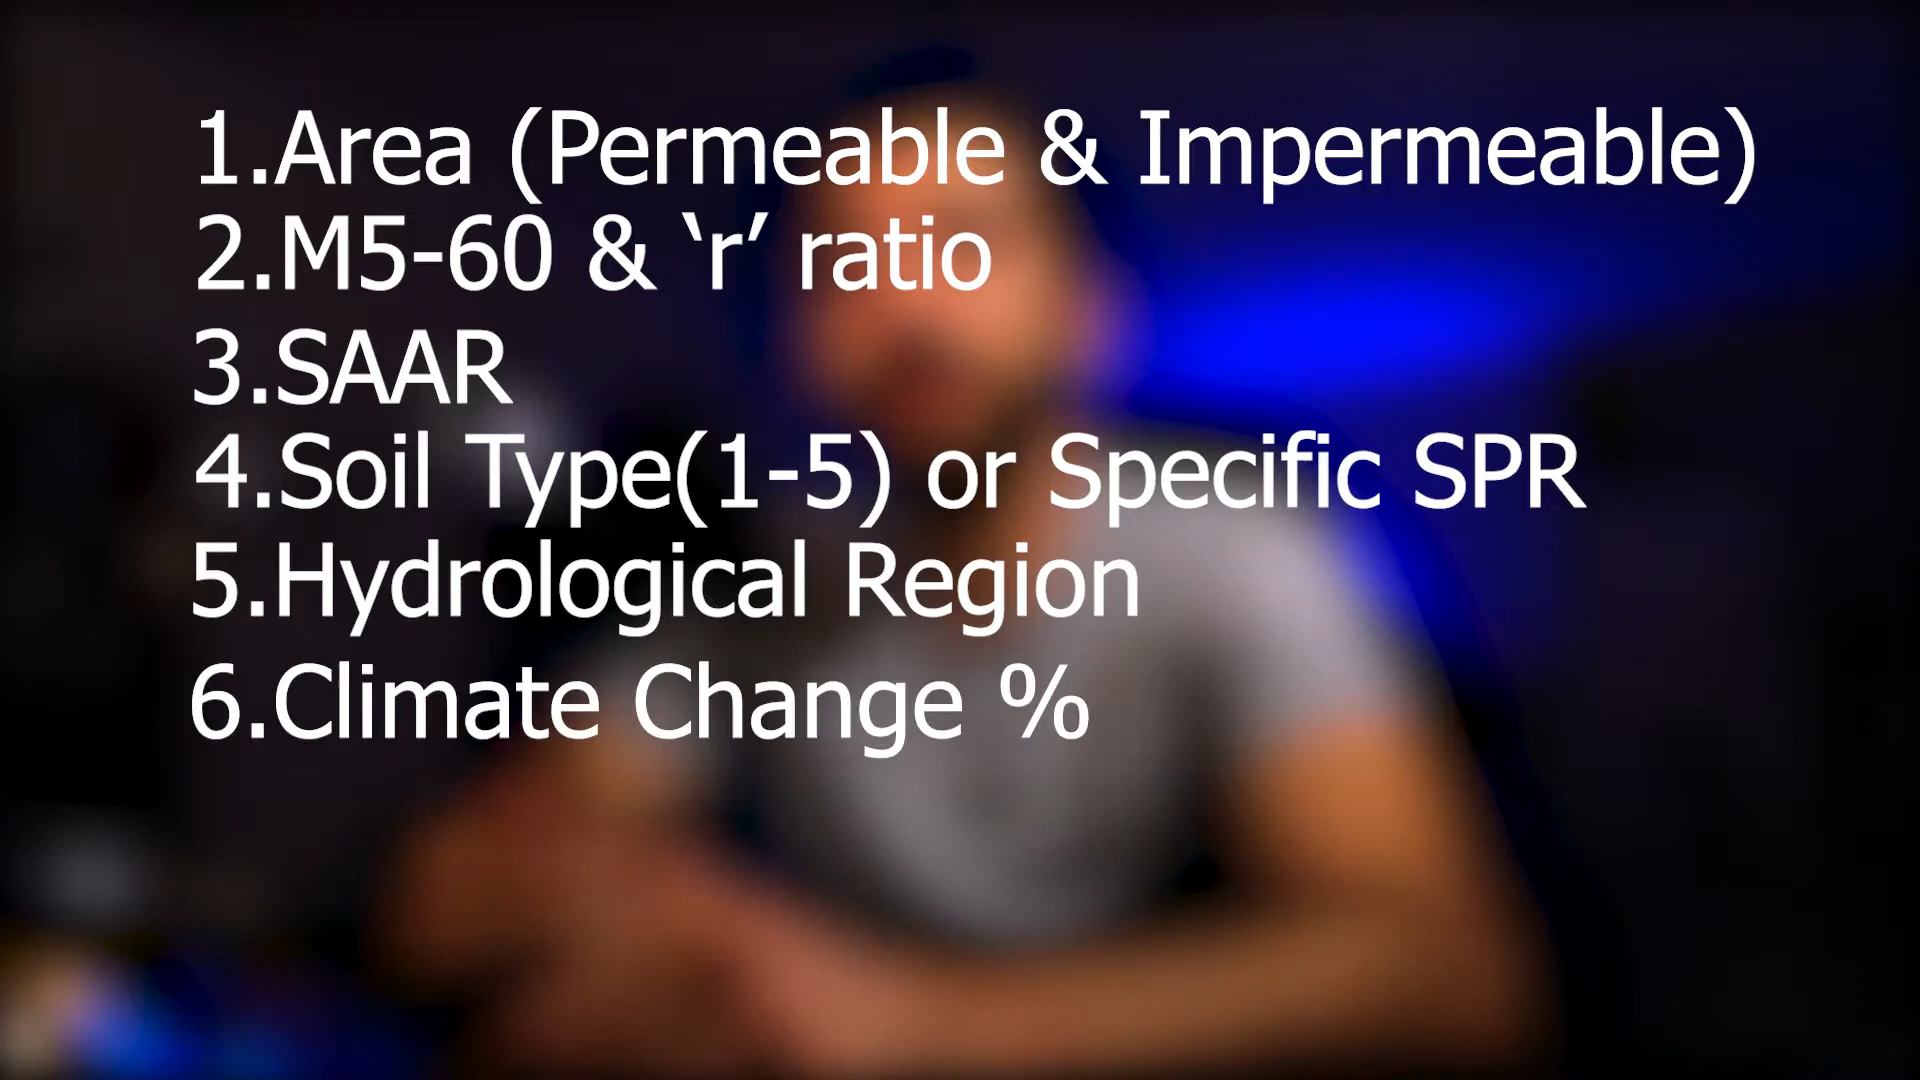 1.Area (Permeable & Impermeable)
2.M5-60 & ‘r’ ratio
3.SAAR
4.Soil Type(1-5) or Specific SPR
5.Hydrological Region
6.Climate Change %